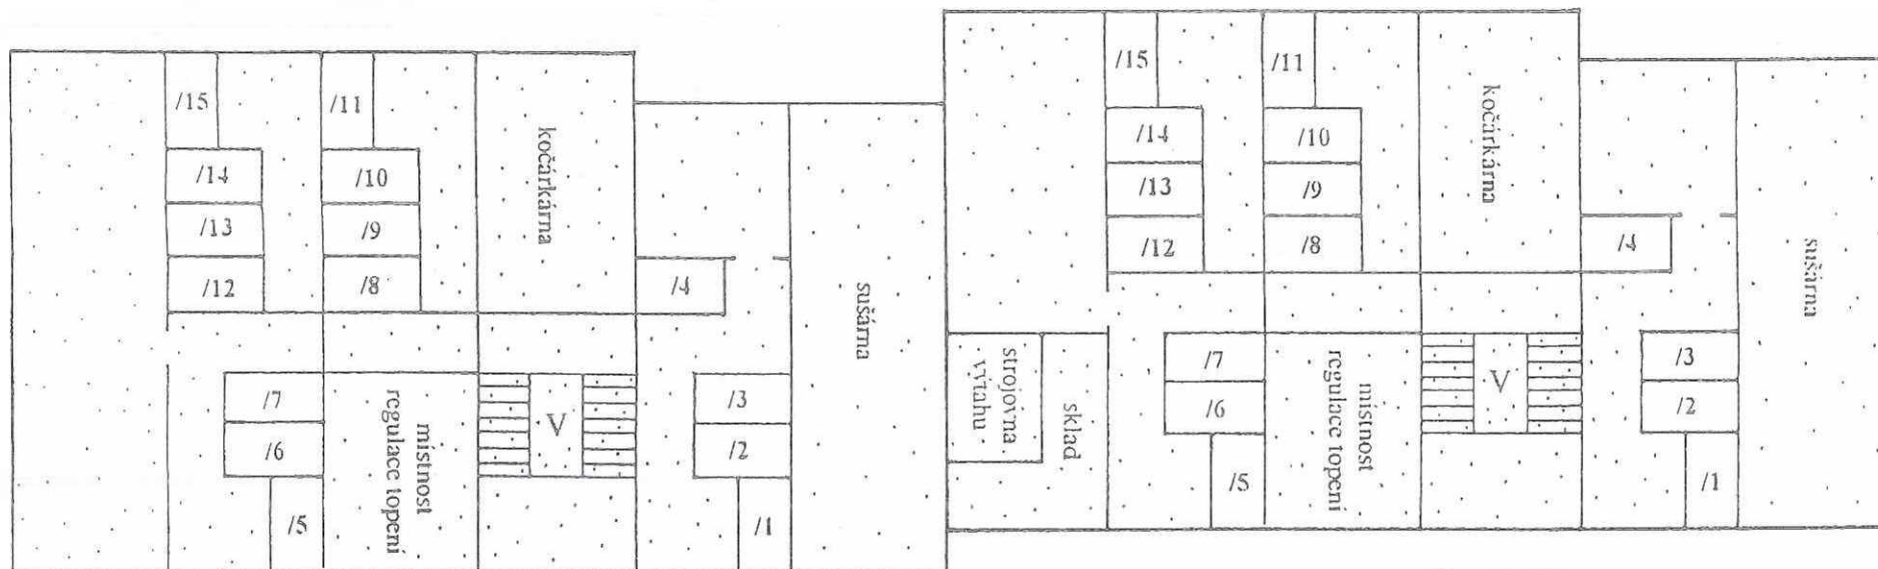 /15
/11
/14
/10
/13
/9
/12
/8
kočárkárna
/4
sušárna
/7
/6
/5
místnost
regulace topení
V
/3
/2
/1
/15
/11
/14
/10
/13
/9
/12
/8
kočárkárna
/4
sušárna
strojovna
výtahu
sklad
/7
/6
/5
místnost
regulace topení
V
/3
/2
/1